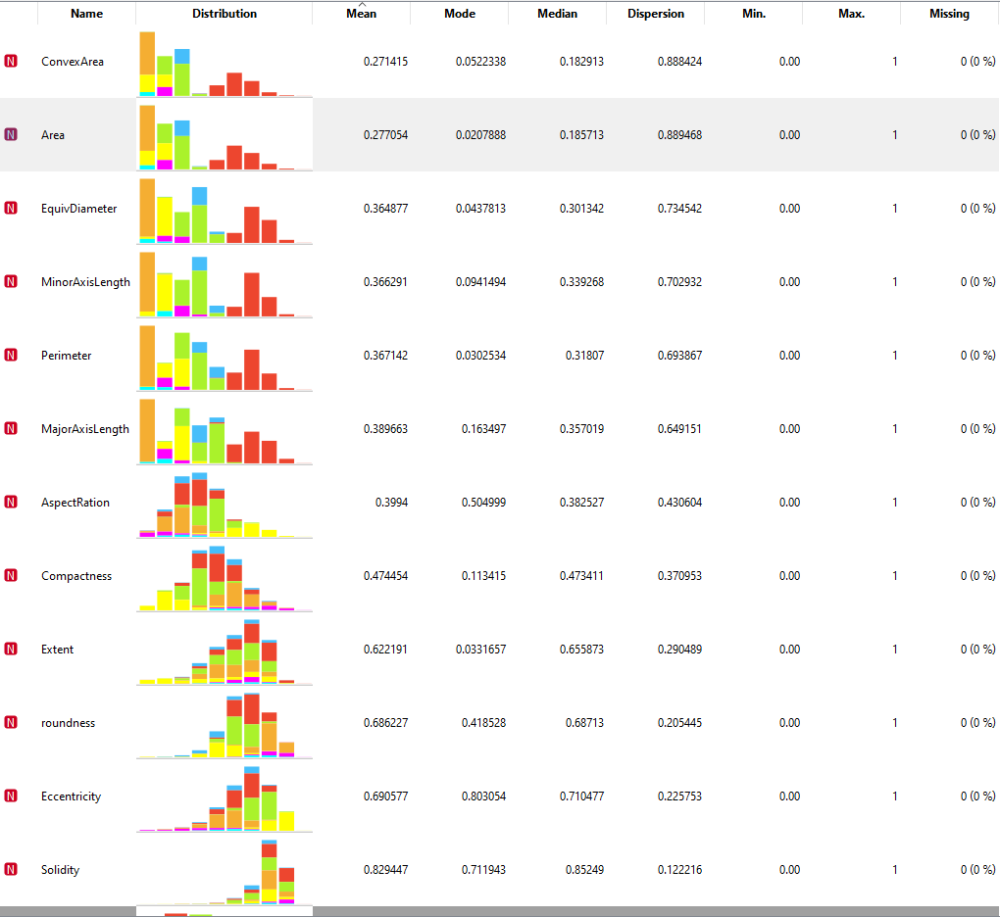 Name Distribution Mean Mode Median Dispersion Min. Max. Missing
N ConvexArea 0.271415 0.0522338 0.182913 0.888424 0.00 1 0 (0 %)
N Area 0.277054 0.0207888 0.185713 0.889468 0.00 1 0 (0 %)
N EquivDiameter 0.364877 0.0437813 0.301342 0.734542 0.00 1 0 (0 %)
N MinorAxisLength 0.366291 0.0941494 0.339268 0.702932 0.00 1 0 (0 %)
N Perimeter 0.367142 0.0302534 0.31807 0.693867 0.00 1 0 (0 %)
N MajorAxisLength 0.389663 0.163497 0.357019 0.649151 0.00 1 0 (0 %)
N AspectRation 0.3994 0.504999 0.382527 0.430604 0.00 1 0 (0 %)
N Compactness 0.474454 0.113415 0.473411 0.370953 0.00 1 0 (0 %)
N Extent 0.622191 0.0331657 0.655873 0.290489 0.00 1 0 (0 %)
N roundness 0.686227 0.418528 0.68713 0.205445 0.00 1 0 (0 %)
N Eccentricity 0.690577 0.803054 0.710477 0.225753 0.00 1 0 (0 %)
N Solidity 0.829447 0.711943 0.85249 0.122216 0.00 1 0 (0 %)